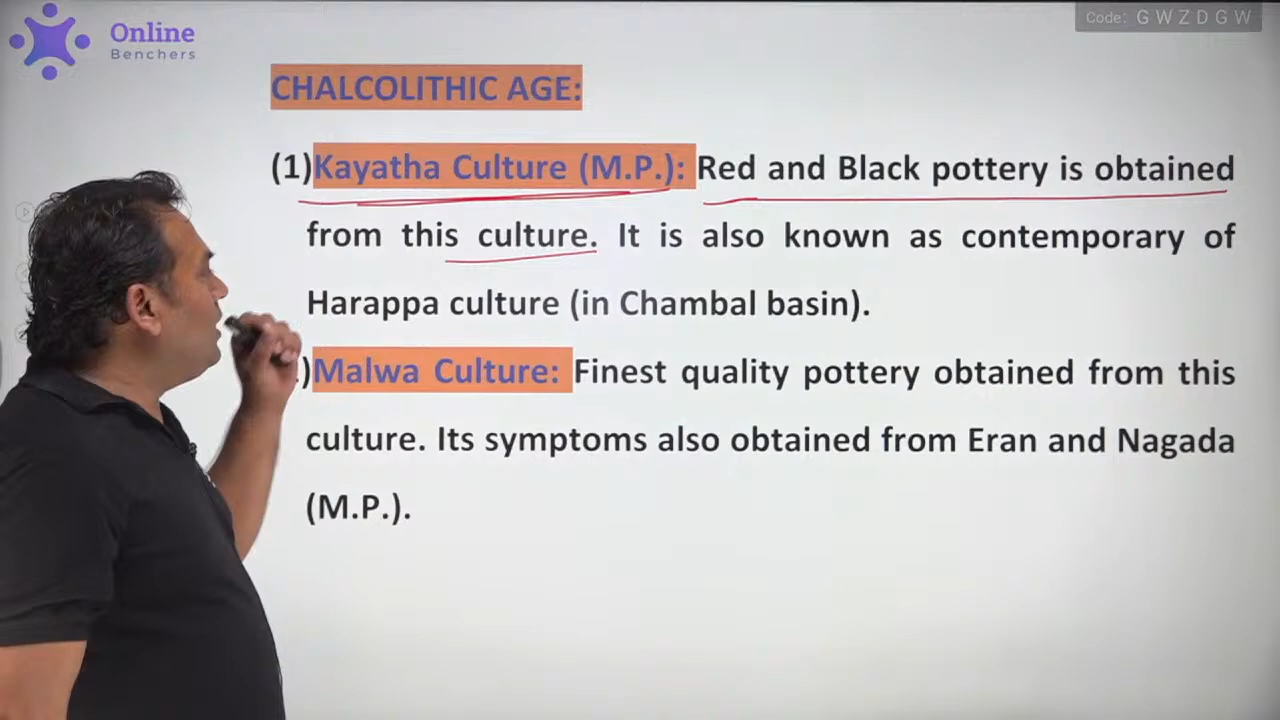 Online
Benchers
Code: G W Z D G W
CHALCOLITHIC AGE:
(1)Kayatha Culture (M.P.): Red and Black pottery is obtained
from this culture. It is also known as contemporary of
Harappa culture (in Chambal basin).
)Malwa Culture: Finest quality pottery obtained from this
culture. Its symptoms also obtained from Eran and Nagada
(M.P.).